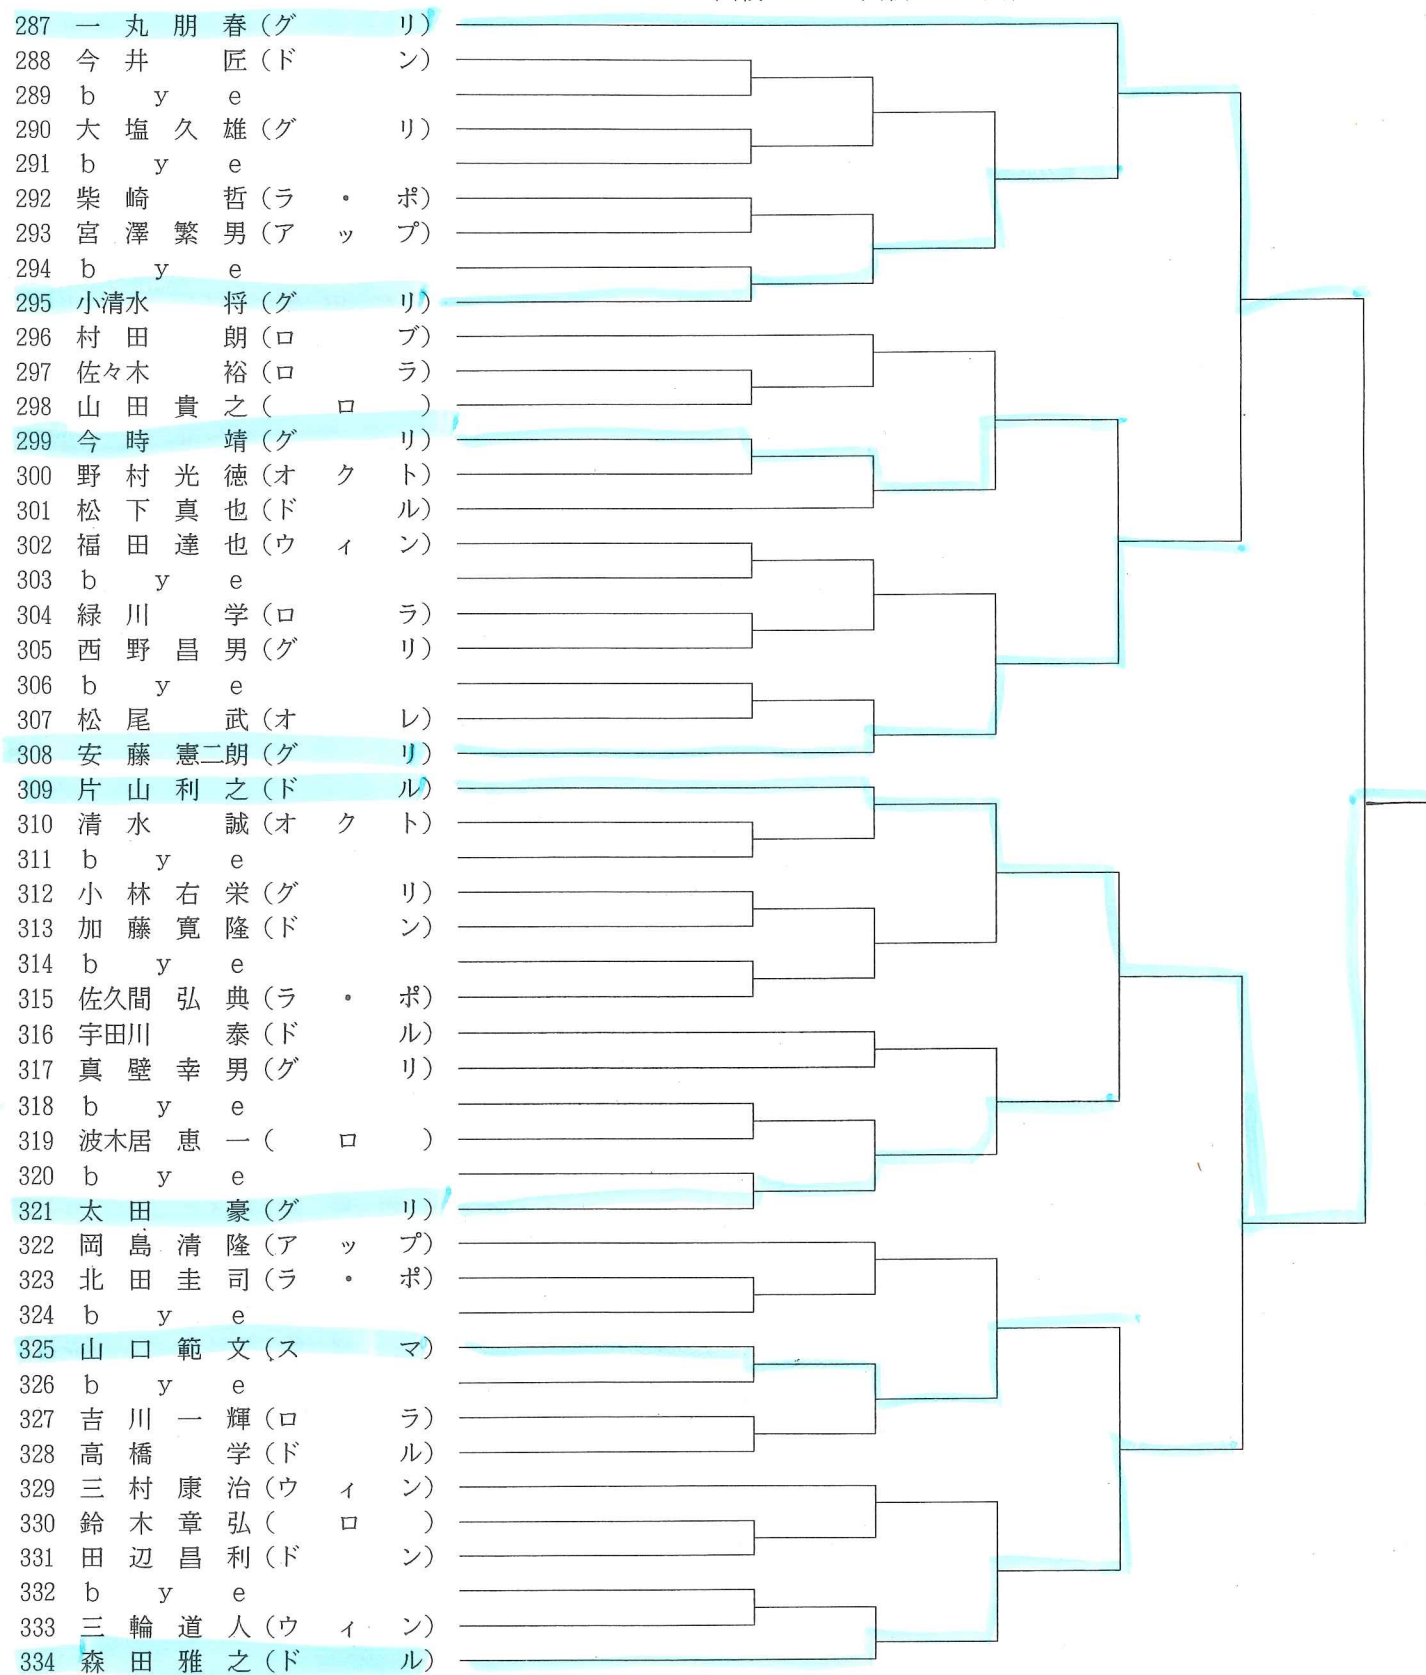 287 一丸朋春(グリ)
288 今井匠(ドン)
289 bye
290 大塩久雄(グリ)
291 bye
292 柴崎哲(ラ・ポ)
293 宮澤繁男(アップ)
294 bye
295 小清水将(グリ)
296 村田朗(ロブ)
297 佐々木裕(ロラ)
298 山田貴之(ロ)
299 今時靖(グリ)
300 野村光徳(オクト)
301 松下真也(ドル)
302 福田達也(ウィン)
303 bye
304 緑川学(ロラ)
305 西野昌男(グリ)
306 bye
307 松尾武(オレ)
308 安藤憲二朗(グリ)
309 片山利之(ドル)
310 清水誠(オクト)
311 bye
312 小林右栄(グリ)
313 加藤寛隆(ドン)
314 bye
315 佐久間弘典(ラ・ポ)
316 宇田川泰(ドル)
317 真壁幸男(グリ)
318 bye
319 波木居恵一(ロ)
320 bye
321 太田豪(グリ)
322 岡島清隆(アップ)
323 北田圭司(ラ・ポ)
324 bye
325 山口範文(スマ)
326 bye
327 吉川一輝(ロラ)
328 高橋学(ドル)
329 三村康治(ウィン)
330 鈴木章弘(ロ)
331 田辺昌利(ドン)
332 bye
333 三輪道人(ウィン)
334 森田雅之(ドル)